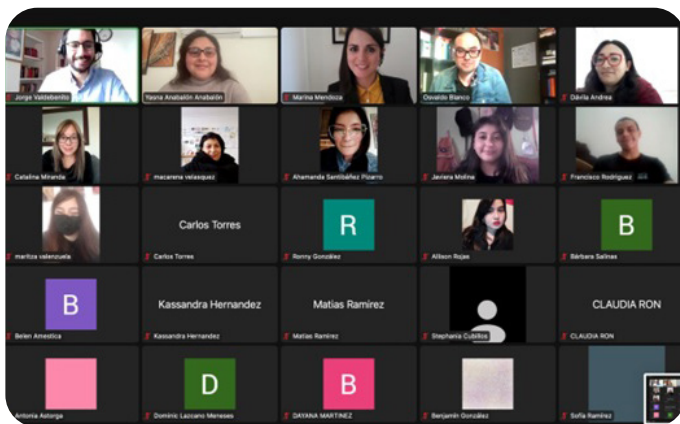 Jorge Valdebenito
Yasna Anabalón Anabalón
Marina Mendoza
Osvaldo Blanco
Dávila Andrea
Catalina Miranda
macarena velasquez
Ahamanda Santibáñez Pizarro
Javiera Molina
Francisco Rodriguez
maritza valenzuela
Carlos Torres
Carlos Torres
R
Ronny González
Allison Rojas
B
Bárbara Salinas
B
Belen Amestica
Kassandra Hernandez
Kassandra Hernandez
Matias Ramirez
Matias Ramirez
Stephania Cubillos
CLAUDIA RON
CLAUDIA RON
Antonia Astorga
D
Dominic Lazcano Meneses
B
DAYANA MARTINEZ
Benjamín González
Sofía Ramírez